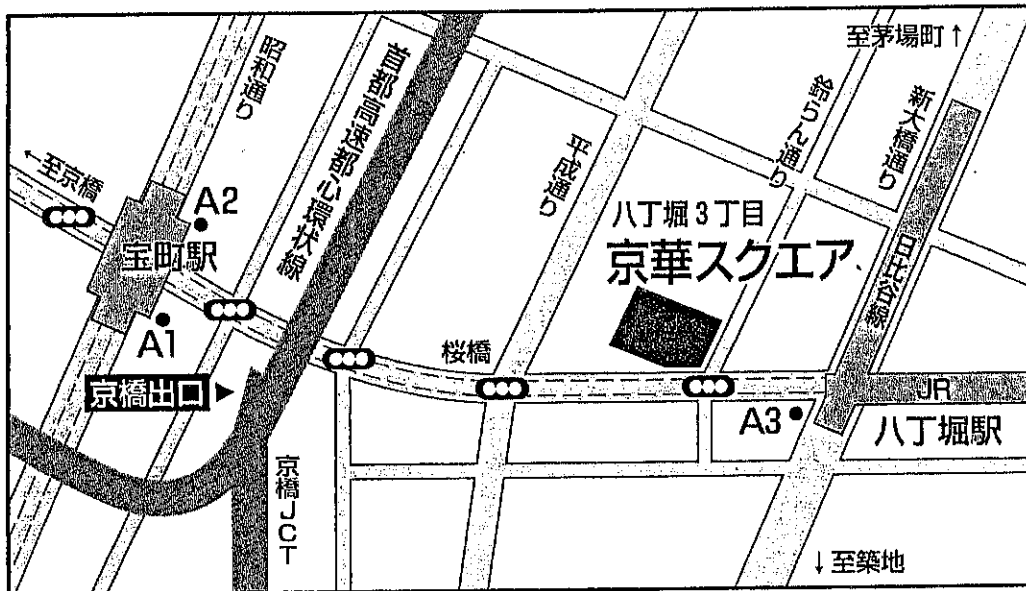 至茅場町↑
昭和通り
首都高速都心環状線
鈴らん通り
新大橋通り
平成通り
←至京橋
A2
八丁堀3丁目
京華スクエア
宝町駅
日比谷線
A1
桜橋
京橋出口▶
JR
A3
八丁堀駅
京橋JCT
↓至築地